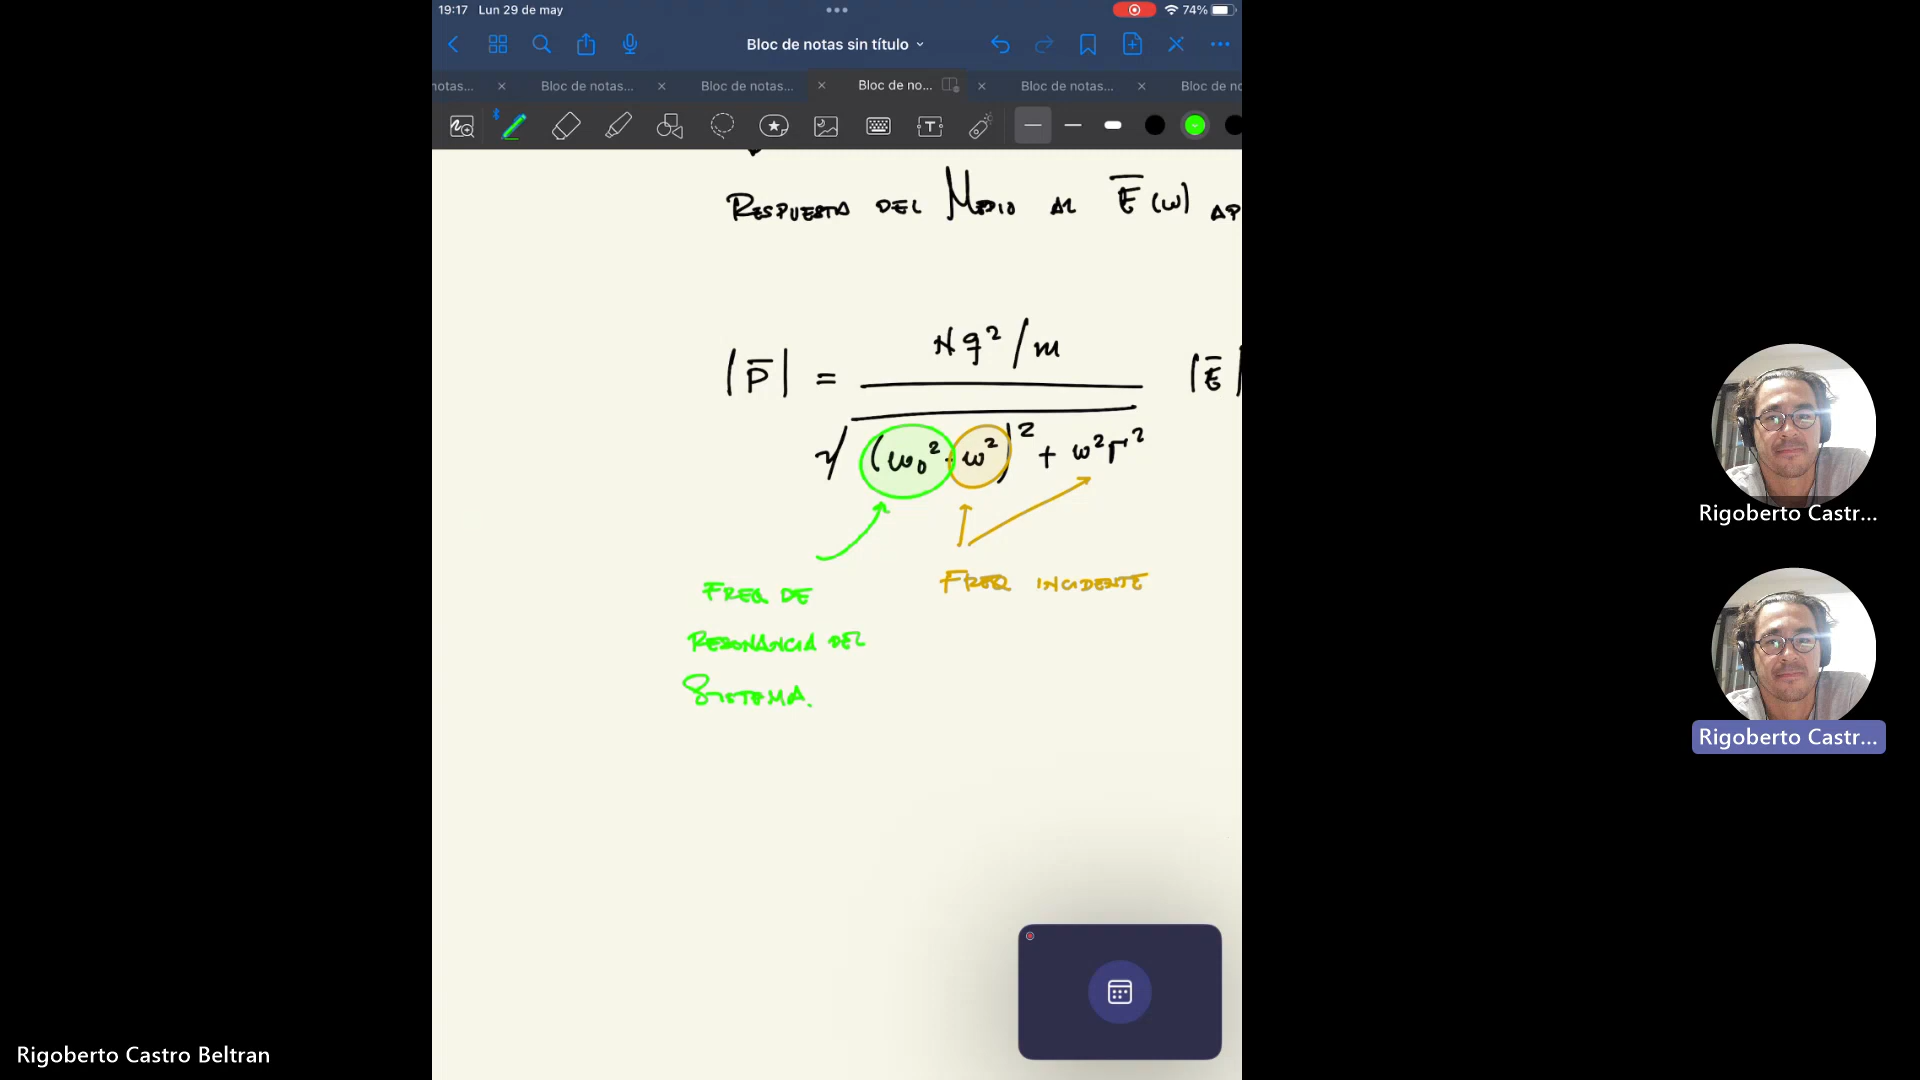 19:17 Lun 29 de may
74%
Bloc de notas sin título
notas... Bloc de notas... Bloc de notas... Bloc de no... Bloc de notas... Bloc de no
RESPUESTA DEL MEDIO AL E̅(ω) AP
|P̅| = Nq²/m / √((ω₀² - ω²)² + ω²Γ²) |E̅|
FREQ INCIDENTE
FREQ DE
RESONANCIA DEL
SISTEMA.
Rigoberto Castr...
Rigoberto Castr...
Rigoberto Castro Beltran